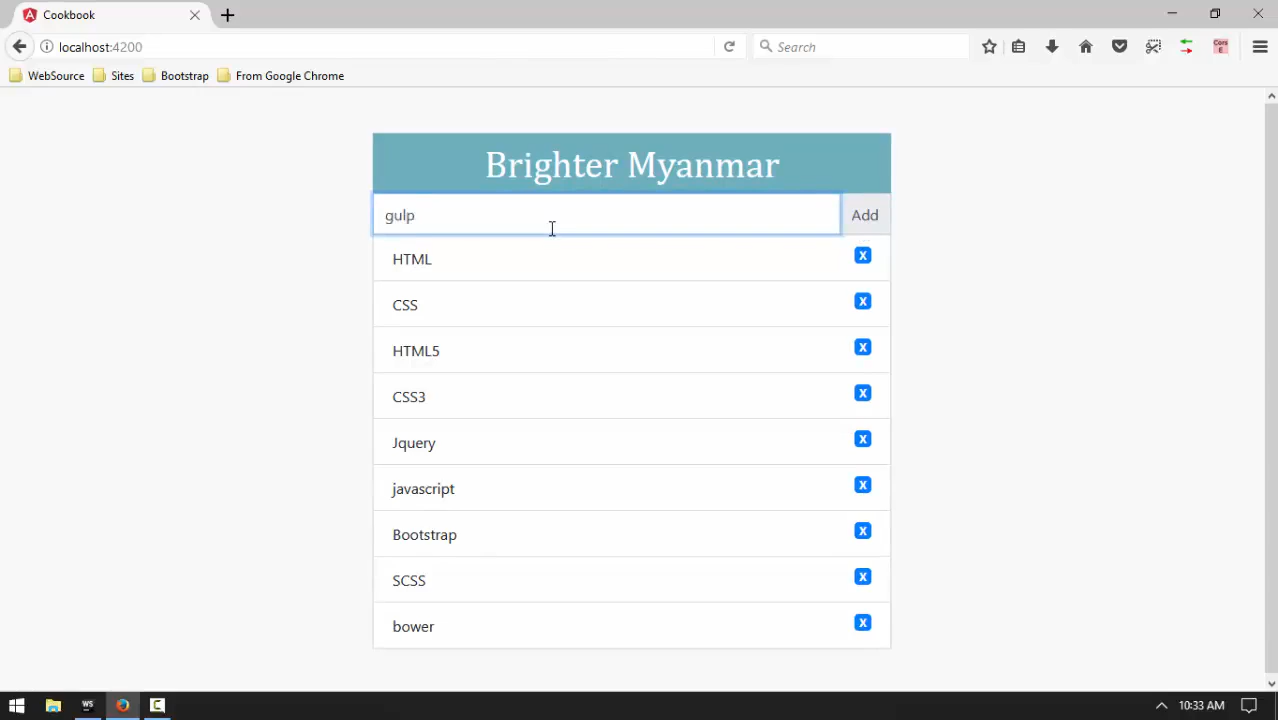 Cookbook
localhost:4200
Search
WebSource Sites Bootstrap From Google Chrome
Brighter Myanmar
gulp Add
HTML X
CSS X
HTML5 X
CSS3 X
Jquery X
javascript X
Bootstrap X
SCSS X
bower X
WS C 10:33 AM